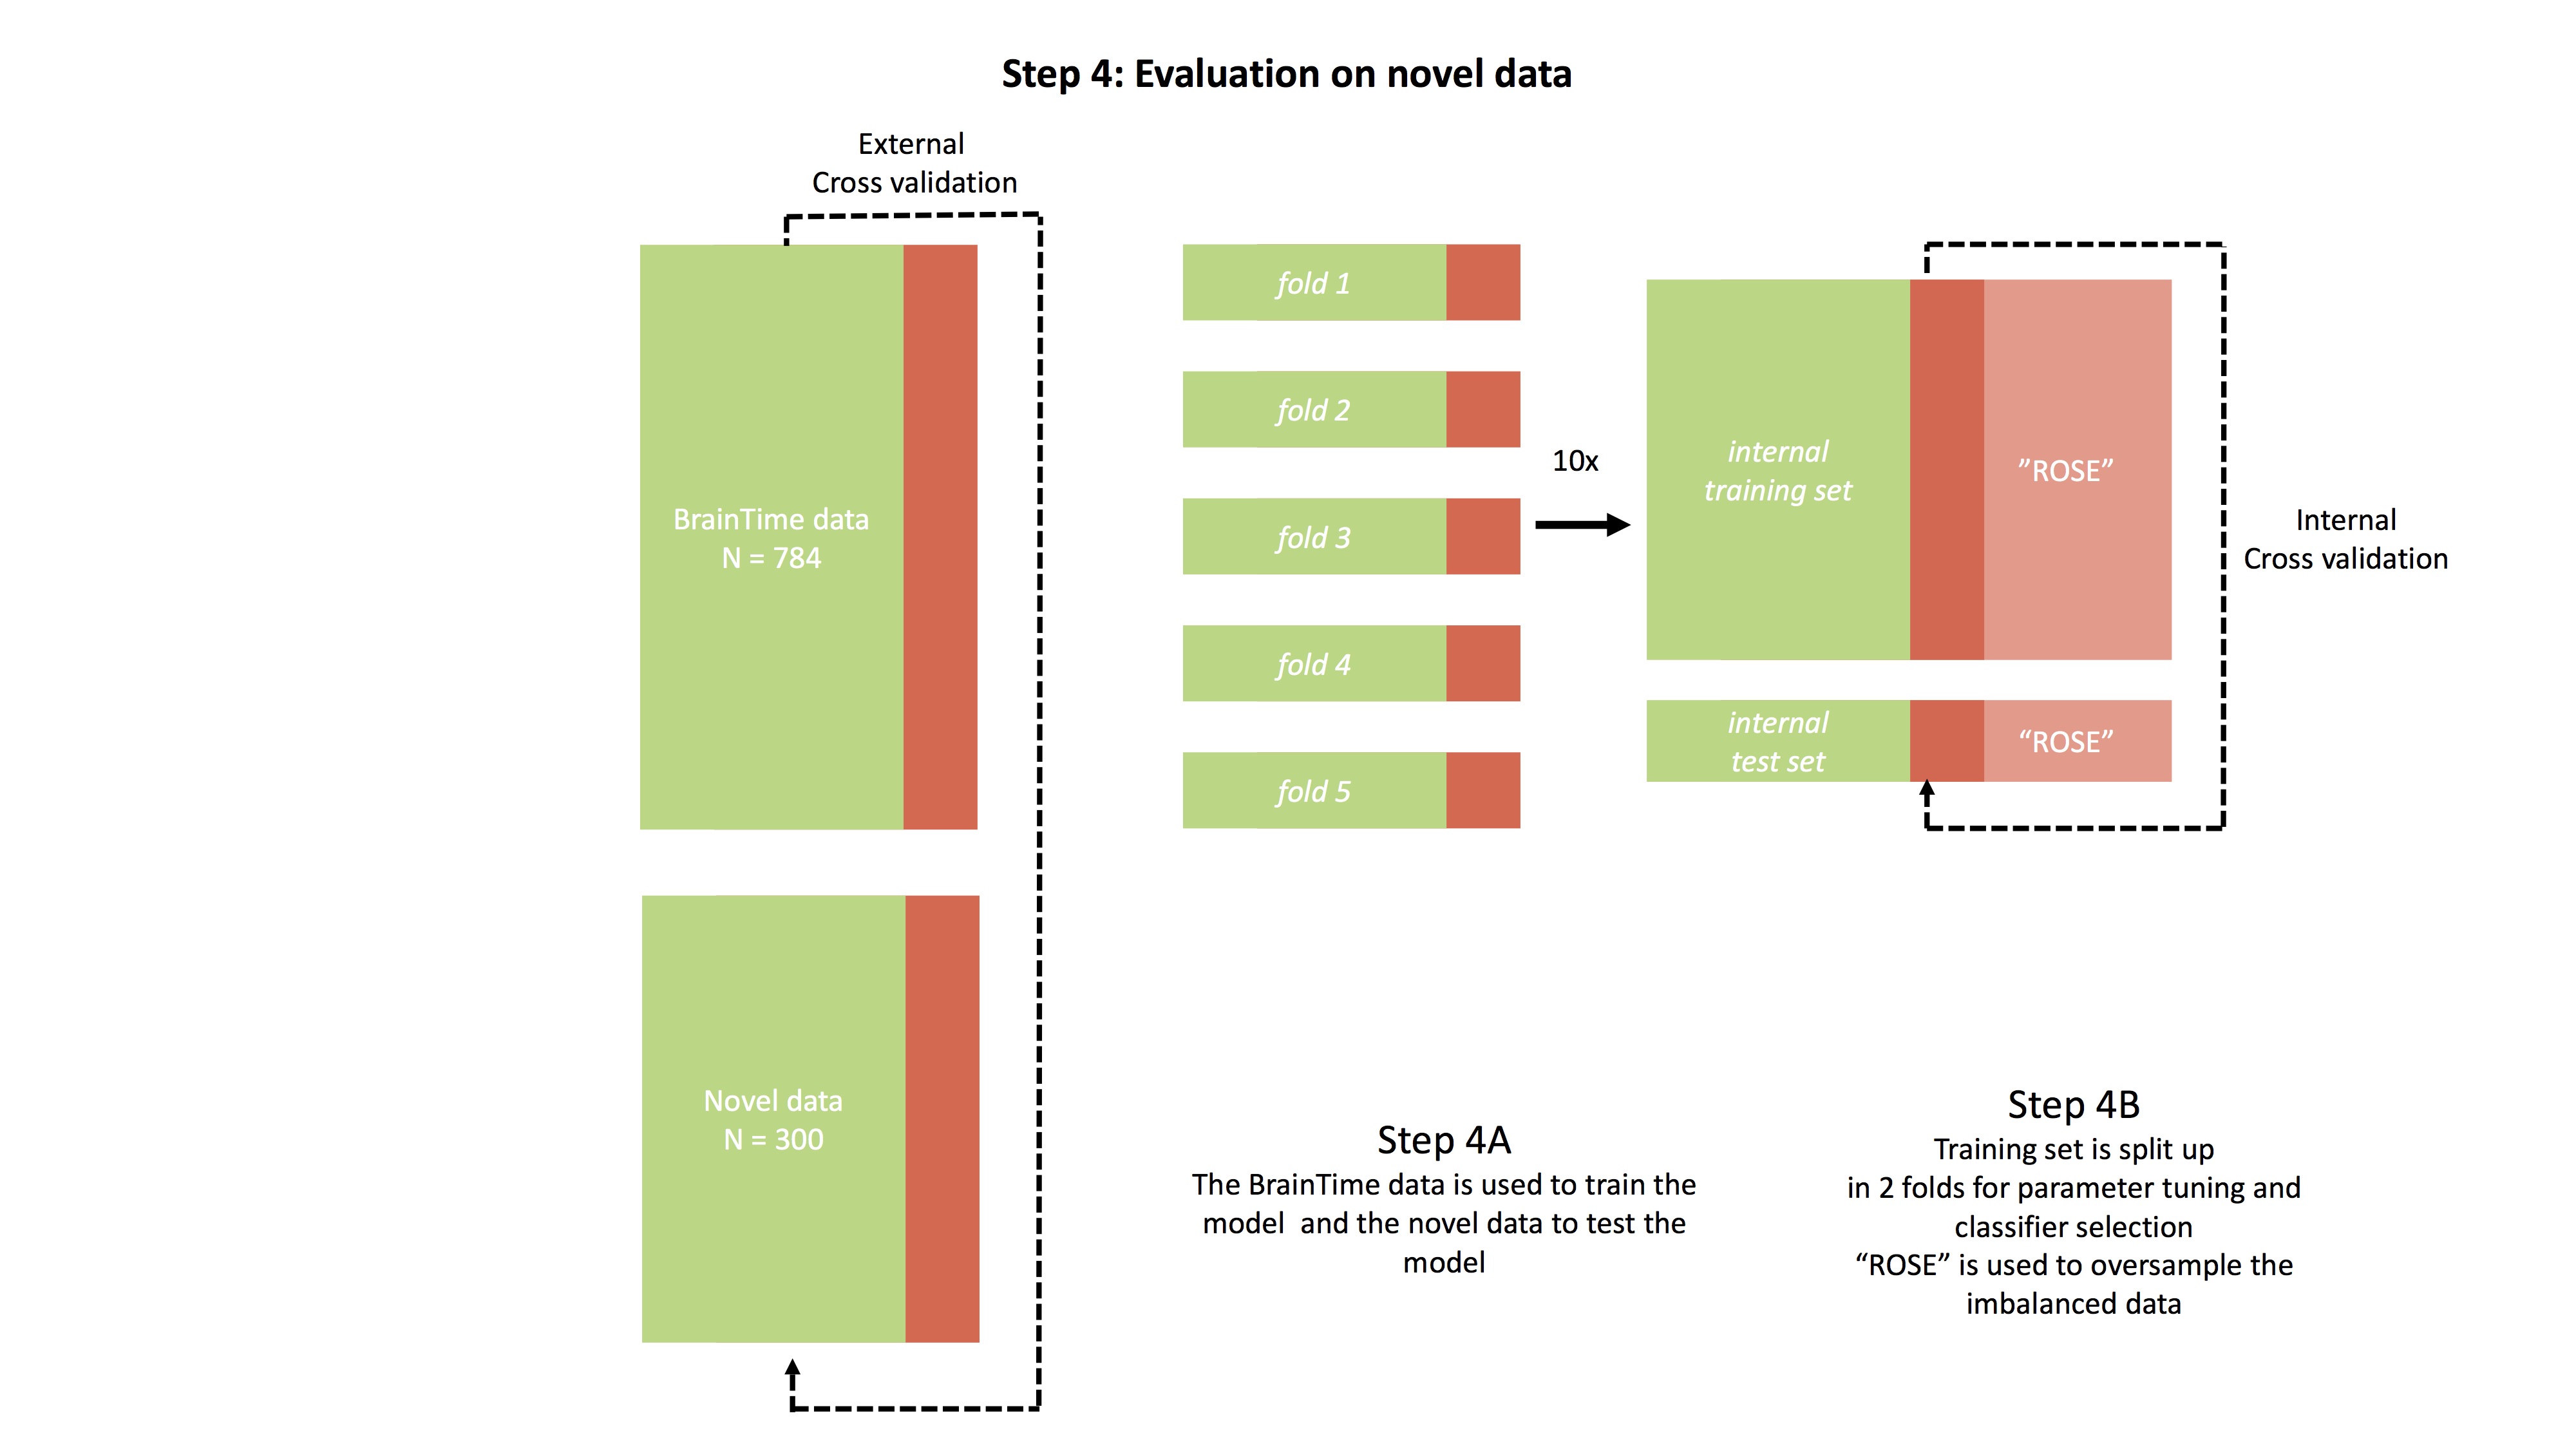 Step 4: Evaluation on novel data
External
Cross validation
BrainTime data
N = 784
Novel data
N = 300
fold 1
fold 2
fold 3
fold 4
fold 5
10x
internal
training set
”ROSE”
internal
test set
“ROSE”
Internal
Cross validation
Step 4A
The BrainTime data is used to train the
model  and the novel data to test the
model
Step 4B
Training set is split up
in 2 folds for parameter tuning and
classifier selection
“ROSE” is used to oversample the
imbalanced data